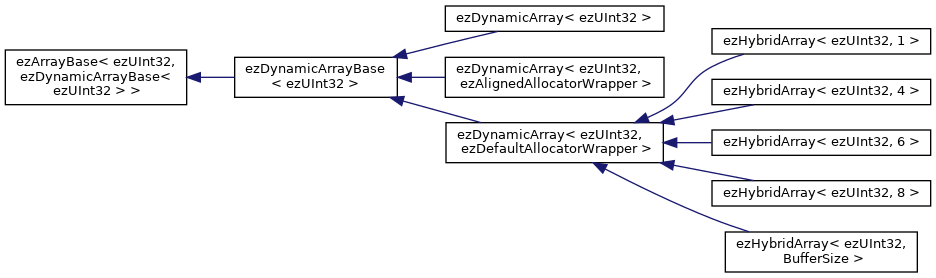 ezArrayBase< ezUInt32,
ezDynamicArrayBase<
ezUInt32 > >
ezDynamicArrayBase
< ezUInt32 >
ezDynamicArray< ezUInt32 >
ezDynamicArray< ezUInt32,
ezAlignedAllocatorWrapper >
ezDynamicArray< ezUInt32,
ezDefaultAllocatorWrapper >
ezHybridArray< ezUInt32, 1 >
ezHybridArray< ezUInt32, 4 >
ezHybridArray< ezUInt32, 6 >
ezHybridArray< ezUInt32, 8 >
ezHybridArray< ezUInt32,
BufferSize >